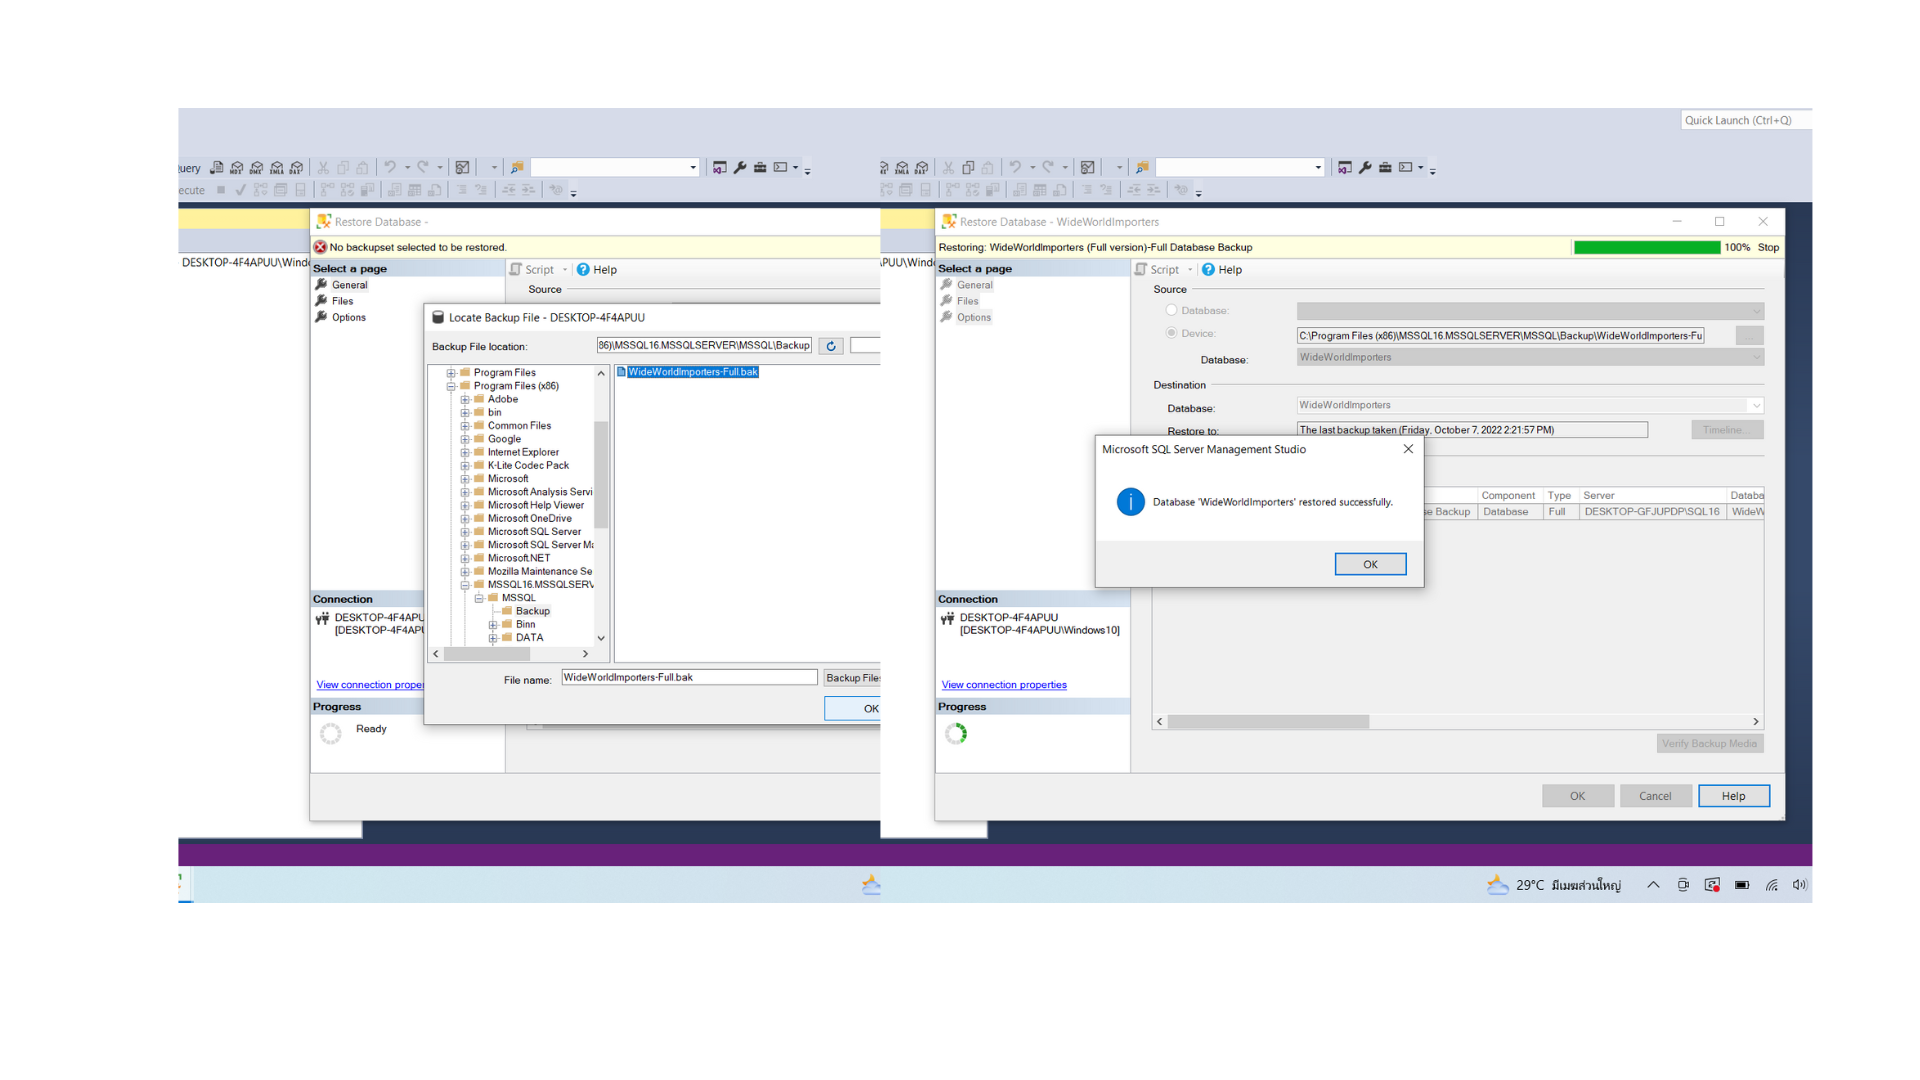 Quick Launch (Ctrl+Q)
uery
MDX
DMX
XMLA
DAX
XMLA
DAX
ecute
Restore Database -
No backupset selected to be restored.
DESKTOP-4F4APUU\Wind
Select a page
General
Files
Options
Script
Help
Source
Locate Backup File - DESKTOP-4F4APUU
Backup File location:
86)\MSSQL16.MSSQLSERVER\MSSQL\Backup
Program Files
Program Files (x86)
Adobe
bin
Common Files
Google
Internet Explorer
K-Lite Codec Pack
Microsoft
Microsoft Analysis Servi
Microsoft Help Viewer
Microsoft OneDrive
Microsoft SQL Server
Microsoft SQL Server Ma
Microsoft.NET
Mozilla Maintenance Se
MSSQL16.MSSQLSERV
MSSQL
Backup
Binn
DATA
WideWorldImporters-Full.bak
File name:
WideWorldImporters-Full.bak
Backup Files
OK
Connection
DESKTOP-4F4APU
[DESKTOP-4F4APU
View connection proper
Progress
Ready
Restore Database - WideWorldImporters
Restoring: WideWorldImporters (Full version)-Full Database Backup
100%
Stop
PUU\Wind
Select a page
General
Files
Options
Script
Help
Source
Database:
Device:
C:\Program Files (x86)\MSSQL16.MSSQLSERVER\MSSQL\Backup\WideWorldImporters-Fu
...
Database:
WideWorldImporters
Destination
Database:
WideWorldImporters
Restore to:
The last backup taken (Friday, October 7, 2022 2:21:57 PM)
Timeline...
Microsoft SQL Server Management Studio
Database 'WideWorldImporters' restored successfully.
OK
Component
Type
Server
Databa
se Backup
Database
Full
DESKTOP-GFJUPDP\SQL16
WideW
Connection
DESKTOP-4F4APUU
[DESKTOP-4F4APUU\Windows10]
View connection properties
Progress
Verify Backup Media
OK
Cancel
Help
29°C มีเมฆส่วนใหญ่